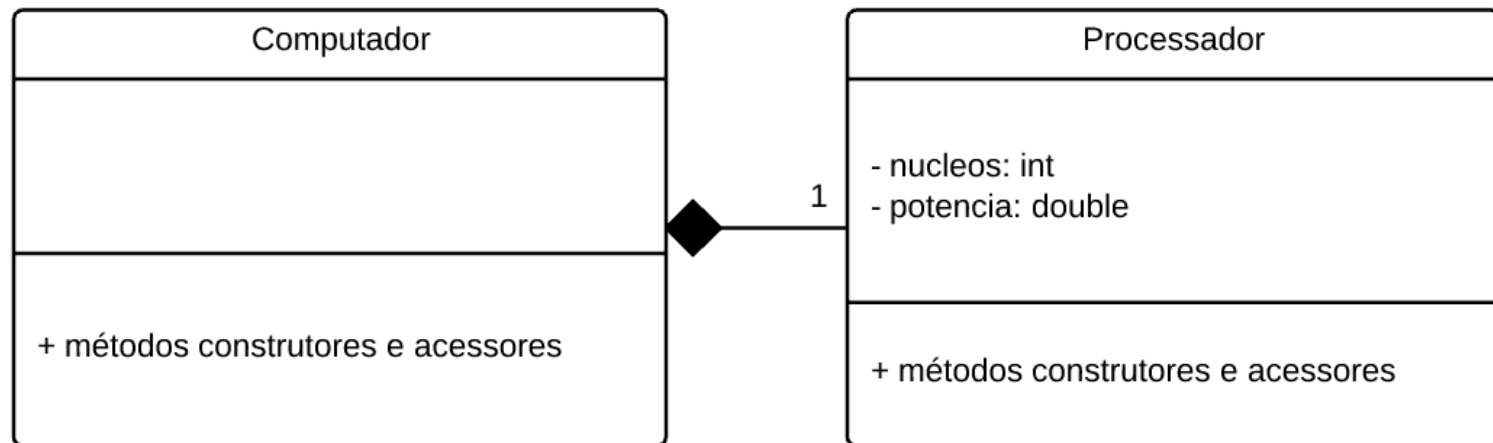 Computador
+ métodos construtores e acessores
1
Processador
- nucleos: int
- potencia: double
+ métodos construtores e acessores